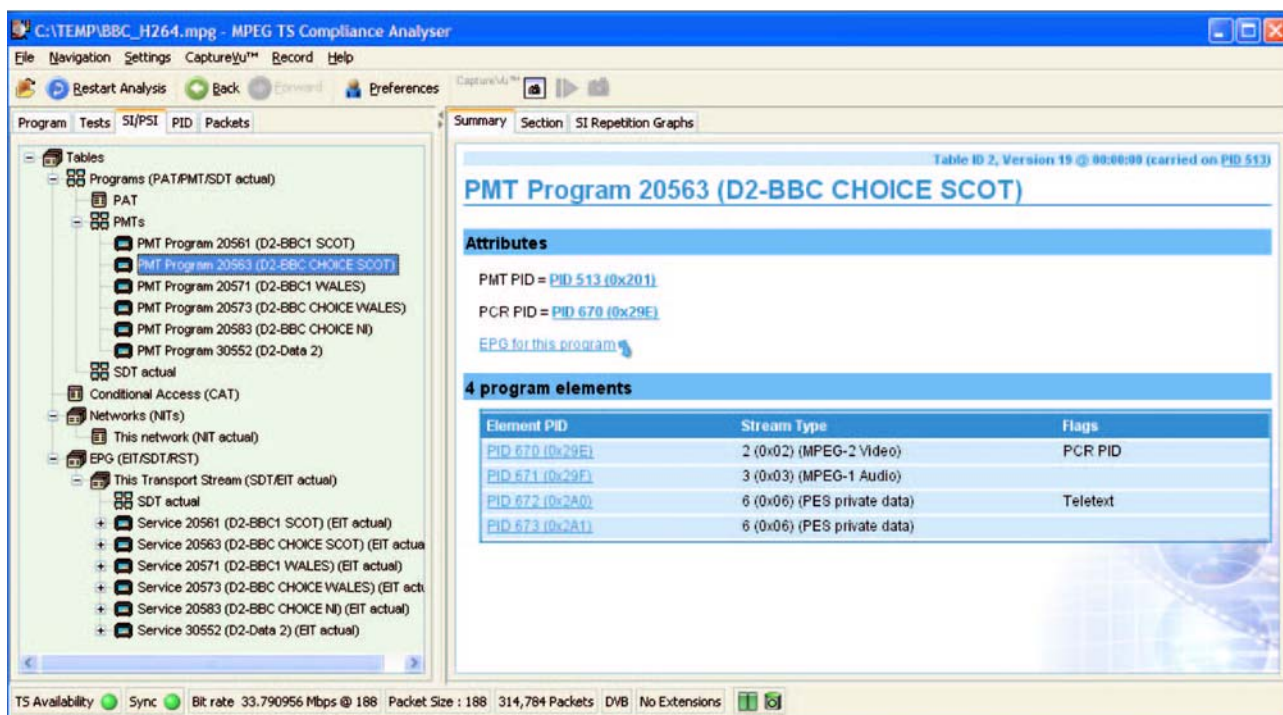 C:\TEMP\BBC_H264.mpg - MPEG TS Compliance Analyser
File Navigation Settings CaptureVu™ Record Help
Restart Analysis Back Forward Preferences CaptureVu™
Program Tests SI/PSI PID Packets
Tables
Programs (PAT/PMT/SDT actual)
PAT
PMTs
PMT Program 20561 (D2-BBC1 SCOT)
PMT Program 20563 (D2-BBC CHOICE SCOT)
PMT Program 20571 (D2-BBC1 WALES)
PMT Program 20573 (D2-BBC CHOICE WALES)
PMT Program 20583 (D2-BBC CHOICE NI)
PMT Program 30552 (D2-Data 2)
SDT actual
Conditional Access (CAT)
Networks (NITs)
This network (NIT actual)
EPG (EIT/SDT/RST)
This Transport Stream (SDT/EIT actual)
SDT actual
Service 20561 (D2-BBC1 SCOT) (EIT actual)
Service 20563 (D2-BBC CHOICE SCOT) (EIT actua
Service 20571 (D2-BBC1 WALES) (EIT actual)
Service 20573 (D2-BBC CHOICE WALES) (EIT actu
Service 20583 (D2-BBC CHOICE NI) (EIT actual)
Service 30552 (D2-Data 2) (EIT actual)
Summary Section SI Repetition Graphs
Table ID 2, Version 19 @ 00:00:00 (carried on PID 513)
PMT Program 20563 (D2-BBC CHOICE SCOT)
Attributes
PMT PID = PID 513 (0x201)
PCR PID = PID 670 (0x29E)
EPG for this program
4 program elements
Element PID Stream Type Flags
PID 670 (0x29E) 2 (0x02) (MPEG-2 Video) PCR PID
PID 671 (0x29F) 3 (0x03) (MPEG-1 Audio)
PID 672 (0x2A0) 6 (0x06) (PES private data) Teletext
PID 673 (0x2A1) 6 (0x06) (PES private data)
TS Availability Sync Bit rate 33.790956 Mbps @ 188 Packet Size : 188 314,784 Packets DVB No Extensions